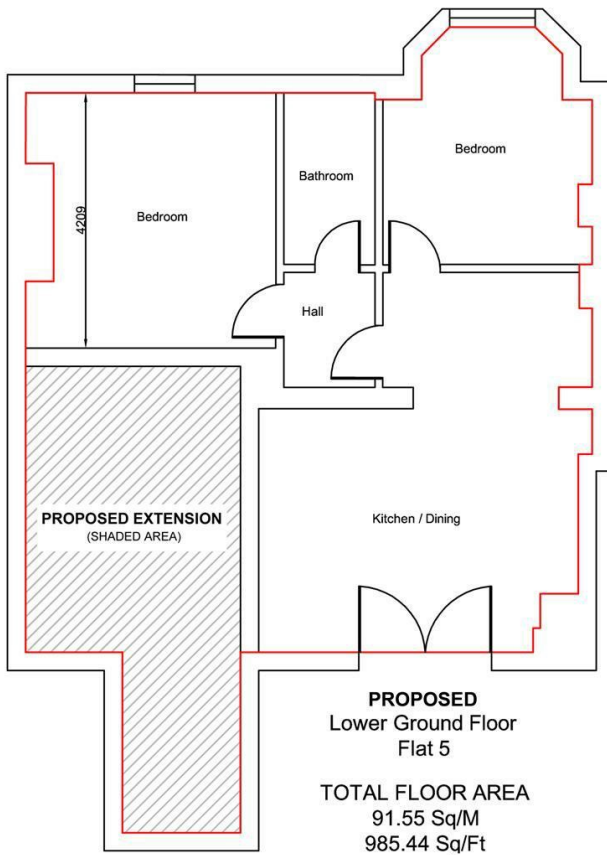 Bedroom
Bathroom
Bedroom
4209
Hall
PROPOSED EXTENSION
(SHADED AREA)
Kitchen / Dining
PROPOSED
Lower Ground Floor
Flat 5
TOTAL FLOOR AREA
91.55 Sq/M
985.44 Sq/Ft